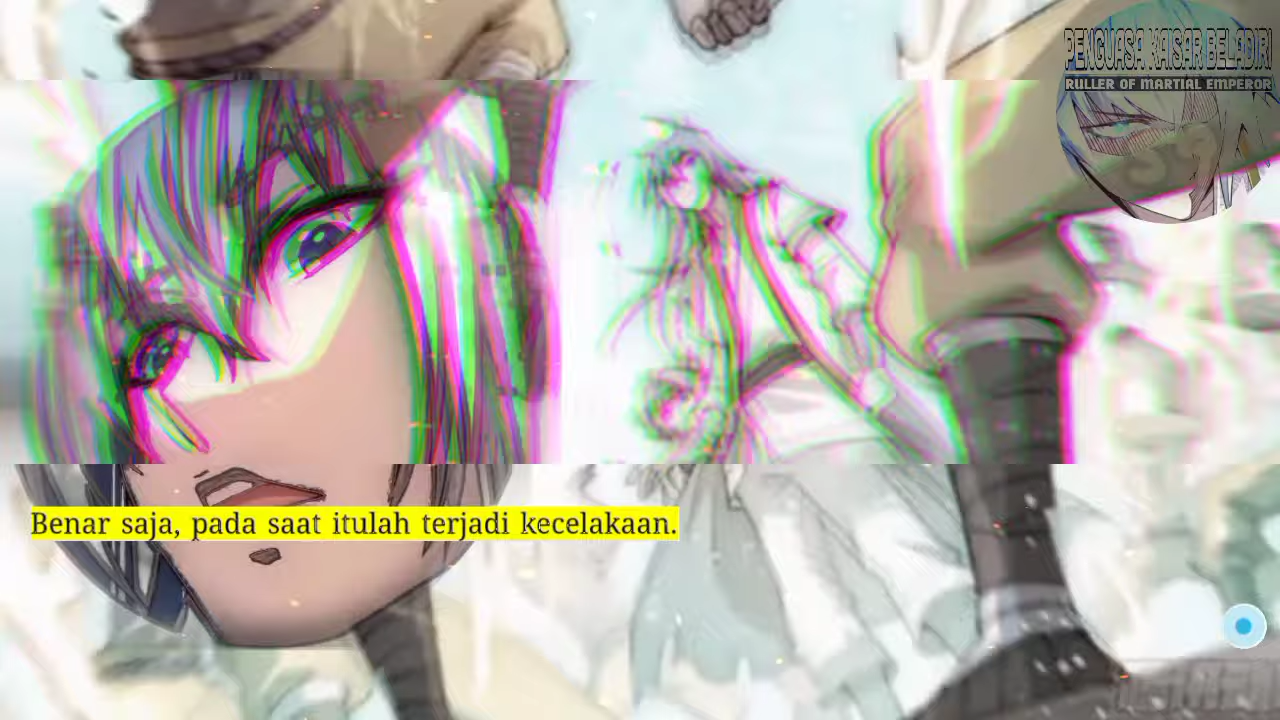 PENGUASA KAISAR BELADIRI
RULLER OF MARTIAL EMPEROR
Benar saja, pada saat itulah terjadi kecelakaan.